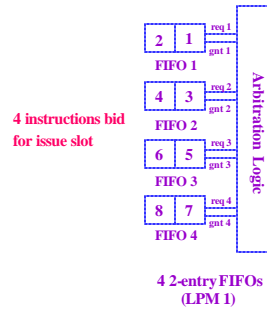 req 1
2 1
gnt 1
FIFO 1
req 2
4 3
gnt 2
FIFO 2
4 instructions bid
for issue slot
req 3
6 5
gnt 3
FIFO 3
req 4
8 7
gnt 4
FIFO 4
Arbitration Logic
4 2-entry FIFOs
(LPM 1)